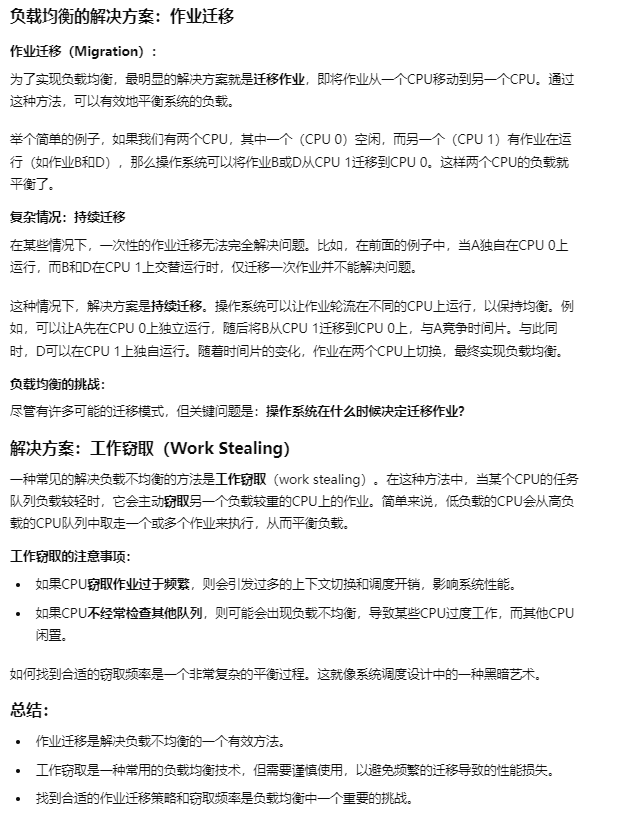 负载均衡的解决方案：作业迁移
作业迁移（Migration）：
为了实现负载均衡，最明显的解决方案就是迁移作业，即将作业从一个CPU移动到另一个CPU。通过
这种方法，可以有效地平衡系统的负载。
举个简单的例子，如果我们有两个CPU，其中一个（CPU 0）空闲，而另一个（CPU 1）有作业在运
行（如作业B和D），那么操作系统可以将作业B或D从CPU 1迁移到CPU 0。这样两个CPU的负载就
平衡了。
复杂情况：持续迁移
在某些情况下，一次性的作业迁移无法完全解决问题。比如，在前面的例子中，当A独自在CPU 0上
运行，而B和D在CPU 1上交替运行时，仅迁移一次作业并不能解决问题。
这种情况下，解决方案是持续迁移。操作系统可以让作业轮流在不同的CPU上运行，以保持均衡。例
如，可以让A先在CPU 0上独立运行，随后将B从CPU 1迁移到CPU 0上，与A竞争时间片。与此同
时，D可以在CPU 1上独自运行。随着时间片的变化，作业在两个CPU上切换，最终实现负载均衡。
负载均衡的挑战：
尽管有许多可能的迁移模式，但关键问题是：操作系统在什么时候决定迁移作业？
解决方案：工作窃取（Work Stealing）
一种常见的解决负载不均衡的方法是工作窃取（work stealing）。在这种方法中，当某个CPU的任务
队列负载较轻时，它会主动窃取另一个负载较重的CPU上的作业。简单来说，低负载的CPU会从高负
载的CPU队列中取走一个或多个作业来执行，从而平衡负载。
工作窃取的注意事项：
• 如果CPU窃取作业过于频繁，则会引发过多的上下文切换和调度开销，影响系统性能。
• 如果CPU不经常检查其他队列，则可能会出现负载不均衡，导致某些CPU过度工作，而其他CPU
闲置。
如何找到合适的窃取频率是一个非常复杂的平衡过程。这就像系统调度设计中的一种黑暗艺术。
总结：
• 作业迁移是解决负载不均衡的一个有效方法。
• 工作窃取是一种常用的负载均衡技术，但需要谨慎使用，以避免频繁的迁移导致的性能损失。
• 找到合适的作业迁移策略和窃取频率是负载均衡中一个重要的挑战。